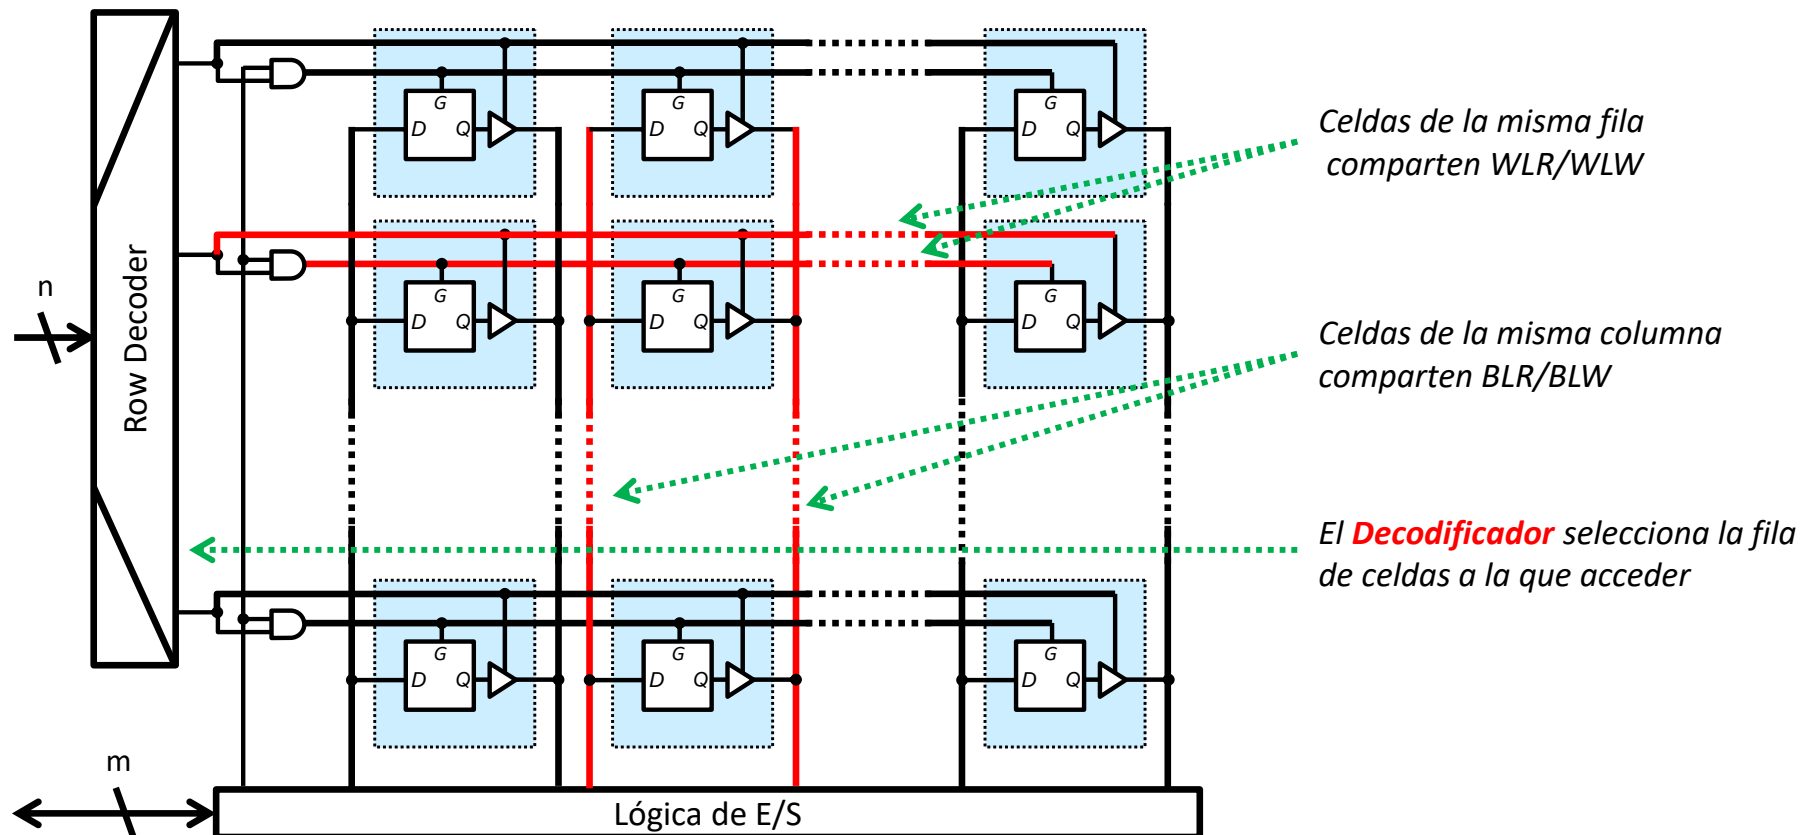 Row Decoder
n
m
G
D Q
G
D Q
G
D Q
G
D Q
G
D Q
G
D Q
G
D Q
G
D Q
G
D Q
Lógica de E/S
Celdas de la misma fila
comparten WLR/WLW
Celdas de la misma columna
comparten BLR/BLW
El Decodificador selecciona la fila
de celdas a la que acceder